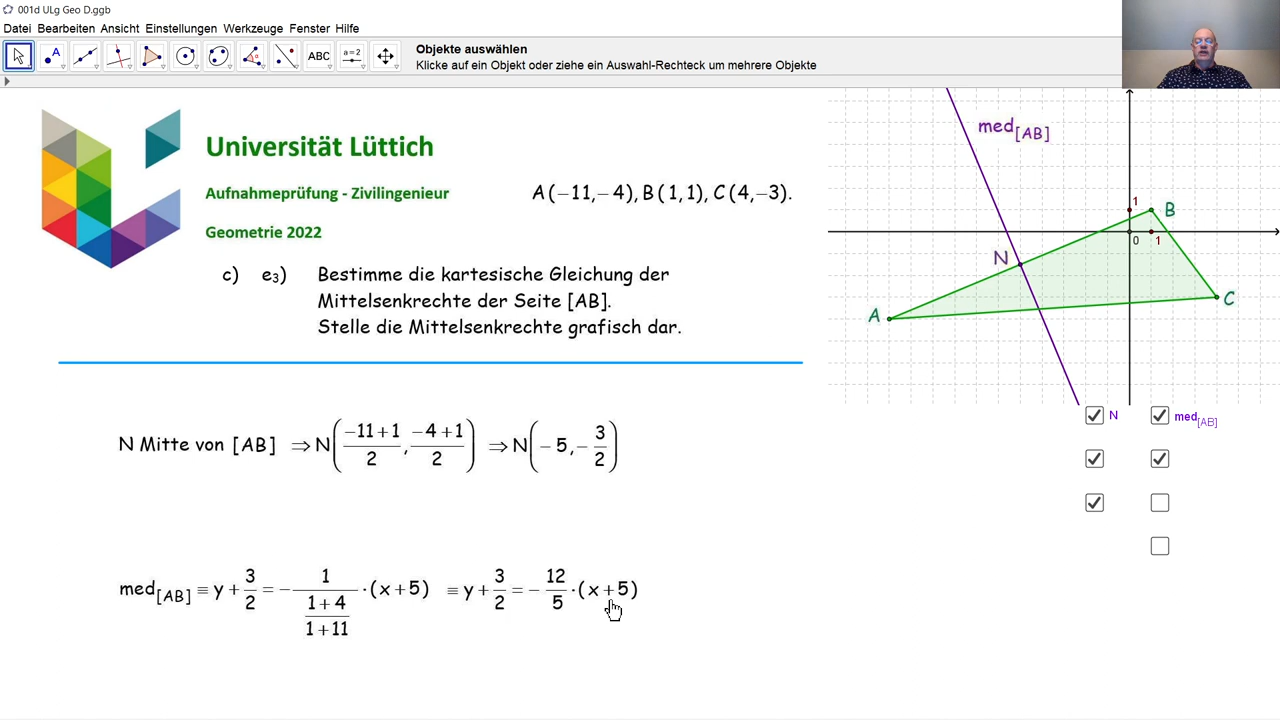 001d ULg Geo D.ggb
Datei Bearbeiten Ansicht Einstellungen Werkzeuge Fenster Hilfe
A ABC a=2
Objekte auswählen
Klicke auf ein Objekt oder ziehe ein Auswahl-Rechteck um mehrere Objekte
Universität Lüttich
Aufnahmeprüfung - Zivilingenieur
A(−11,−4), B(1,1), C(4,−3).
Geometrie 2022
c) e₃) Bestimme die kartesische Gleichung der
Mittelsenkrechte der Seite [AB].
Stelle die Mittelsenkrechte grafisch dar.
N Mitte von [AB] ⇒ N((−11+1)/2, (−4+1)/2) ⇒ N(−5, −3/2)
med[AB] ≡ y + 3/2 = − 1/((1+4)/(1+11)) · (x+5) ≡ y + 3/2 = − 12/5 · (x+5)
med[AB]
1
B
0 1
N
A
C
N med[AB]